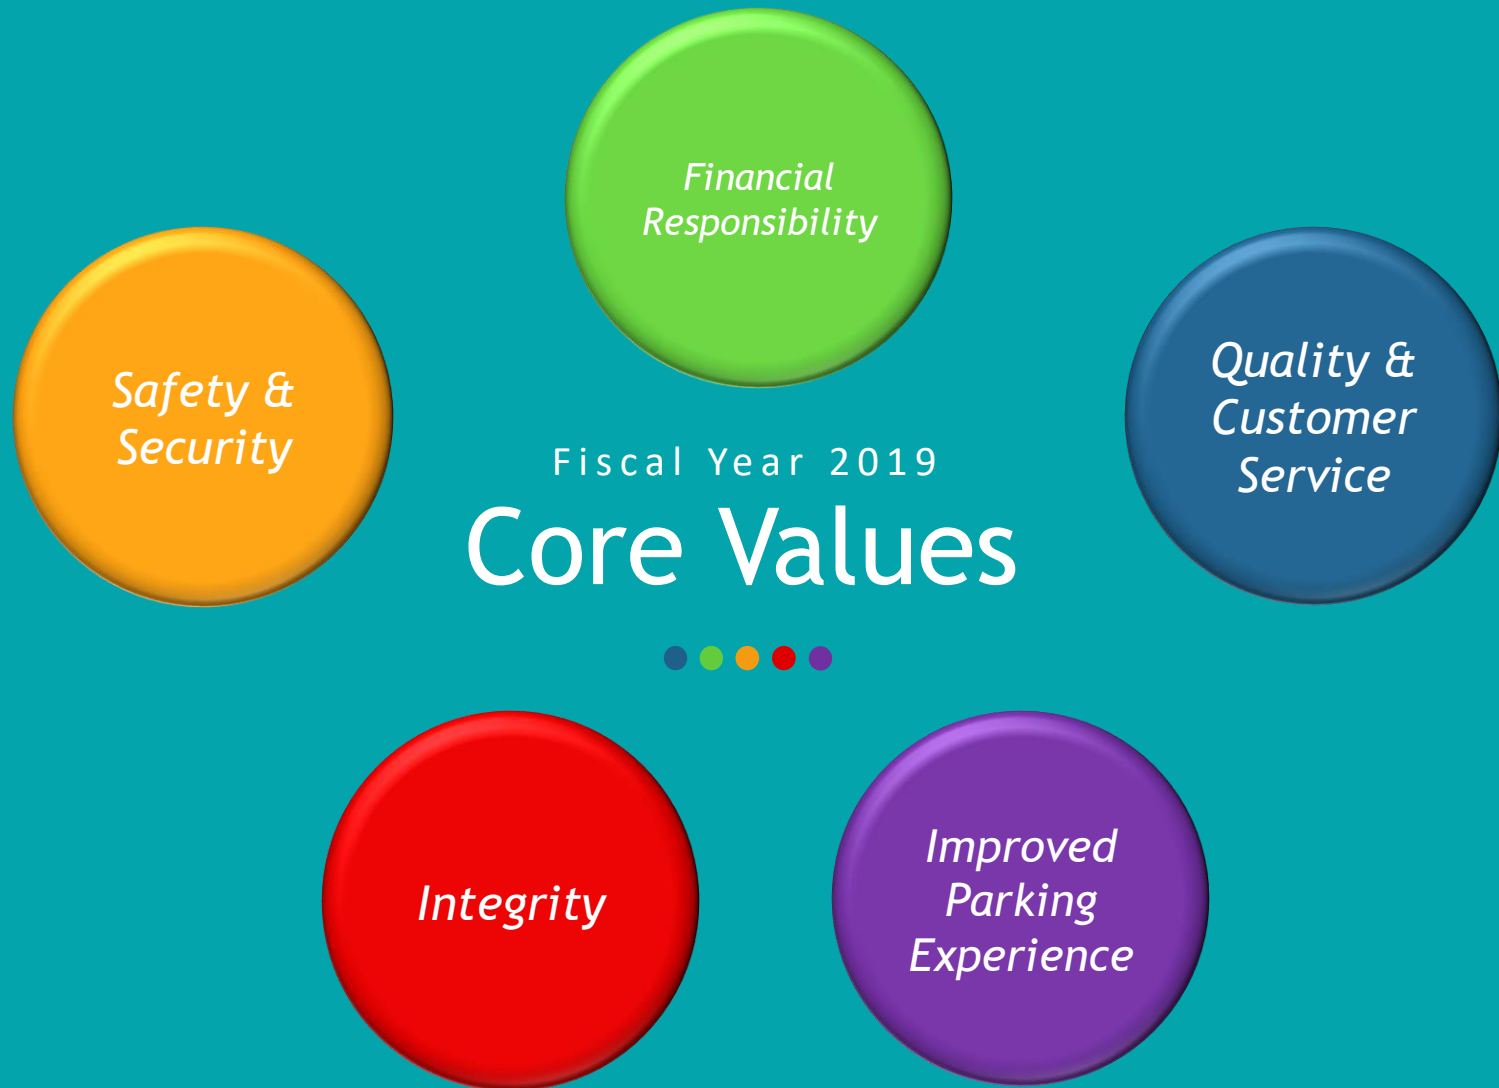 Financial
Responsibility
Safety &
Security
Quality &
Customer
Service
Fiscal Year 2019
Core Values
Integrity
Improved
Parking
Experience